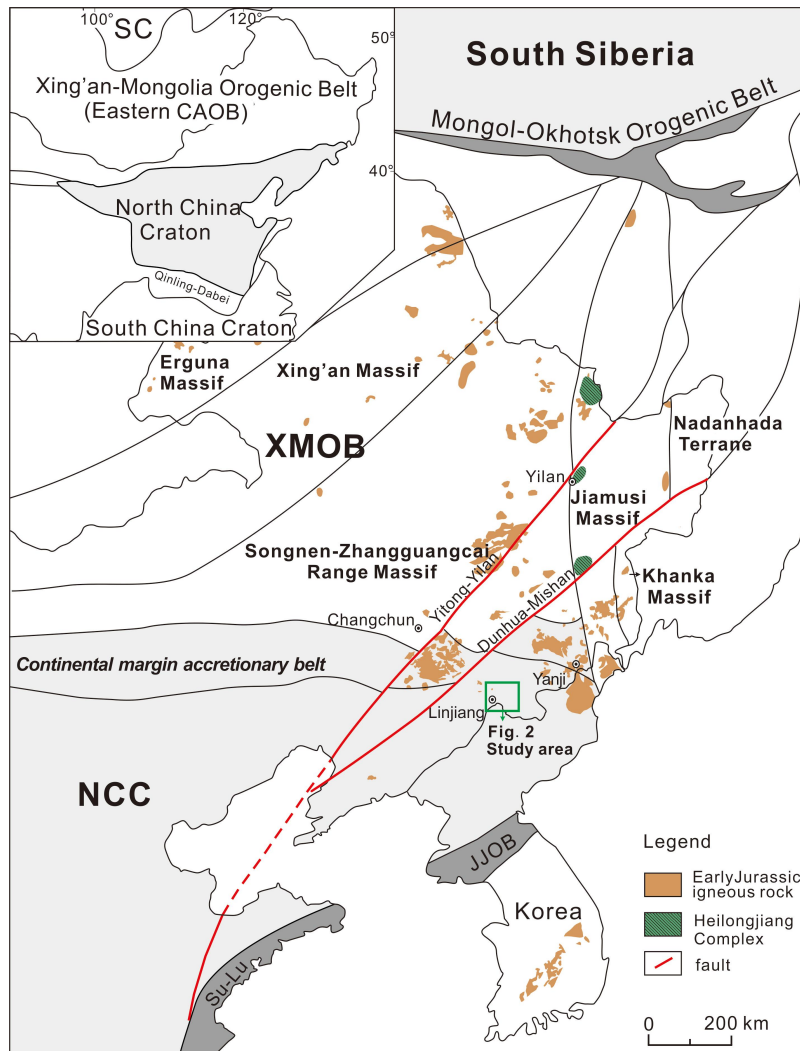 100°
120°
SC
50°
Xing'an-Mongolia Orogenic Belt
(Eastern CAOB)
40°
North China
Craton
Qinling-Dabei
South China Craton
South Siberia
Mongol-Okhotsk Orogenic Belt
Erguna
Massif
Xing'an Massif
XMOB
Nadanhada
Terrane
Yilan
Jiamusi
Massif
Songnen-Zhangguangcai
Range Massif
Yitong-Yilan
Dunhua-Mishan
Khanka
Massif
Changchun
Continental margin accretionary belt
Yanji
Linjiang
Fig. 2
Study area
NCC
JJOB
Korea
Su-Lu
Legend
EarlyJurassic
igneous rock
Heilongjiang
Complex
fault
0 200 km